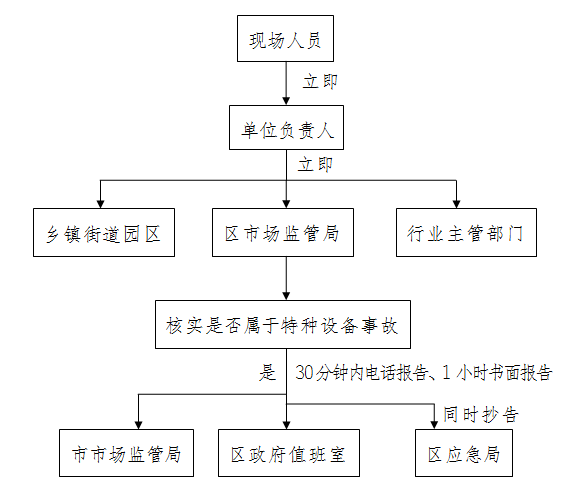 现场人员
立即
单位负责人
立即
乡镇街道园区
区市场监管局
行业主管部门
核实是否属于特种设备事故
是
30分钟内电话报告、1小时书面报告
同时抄告
市市场监管局
区政府值班室
区应急局